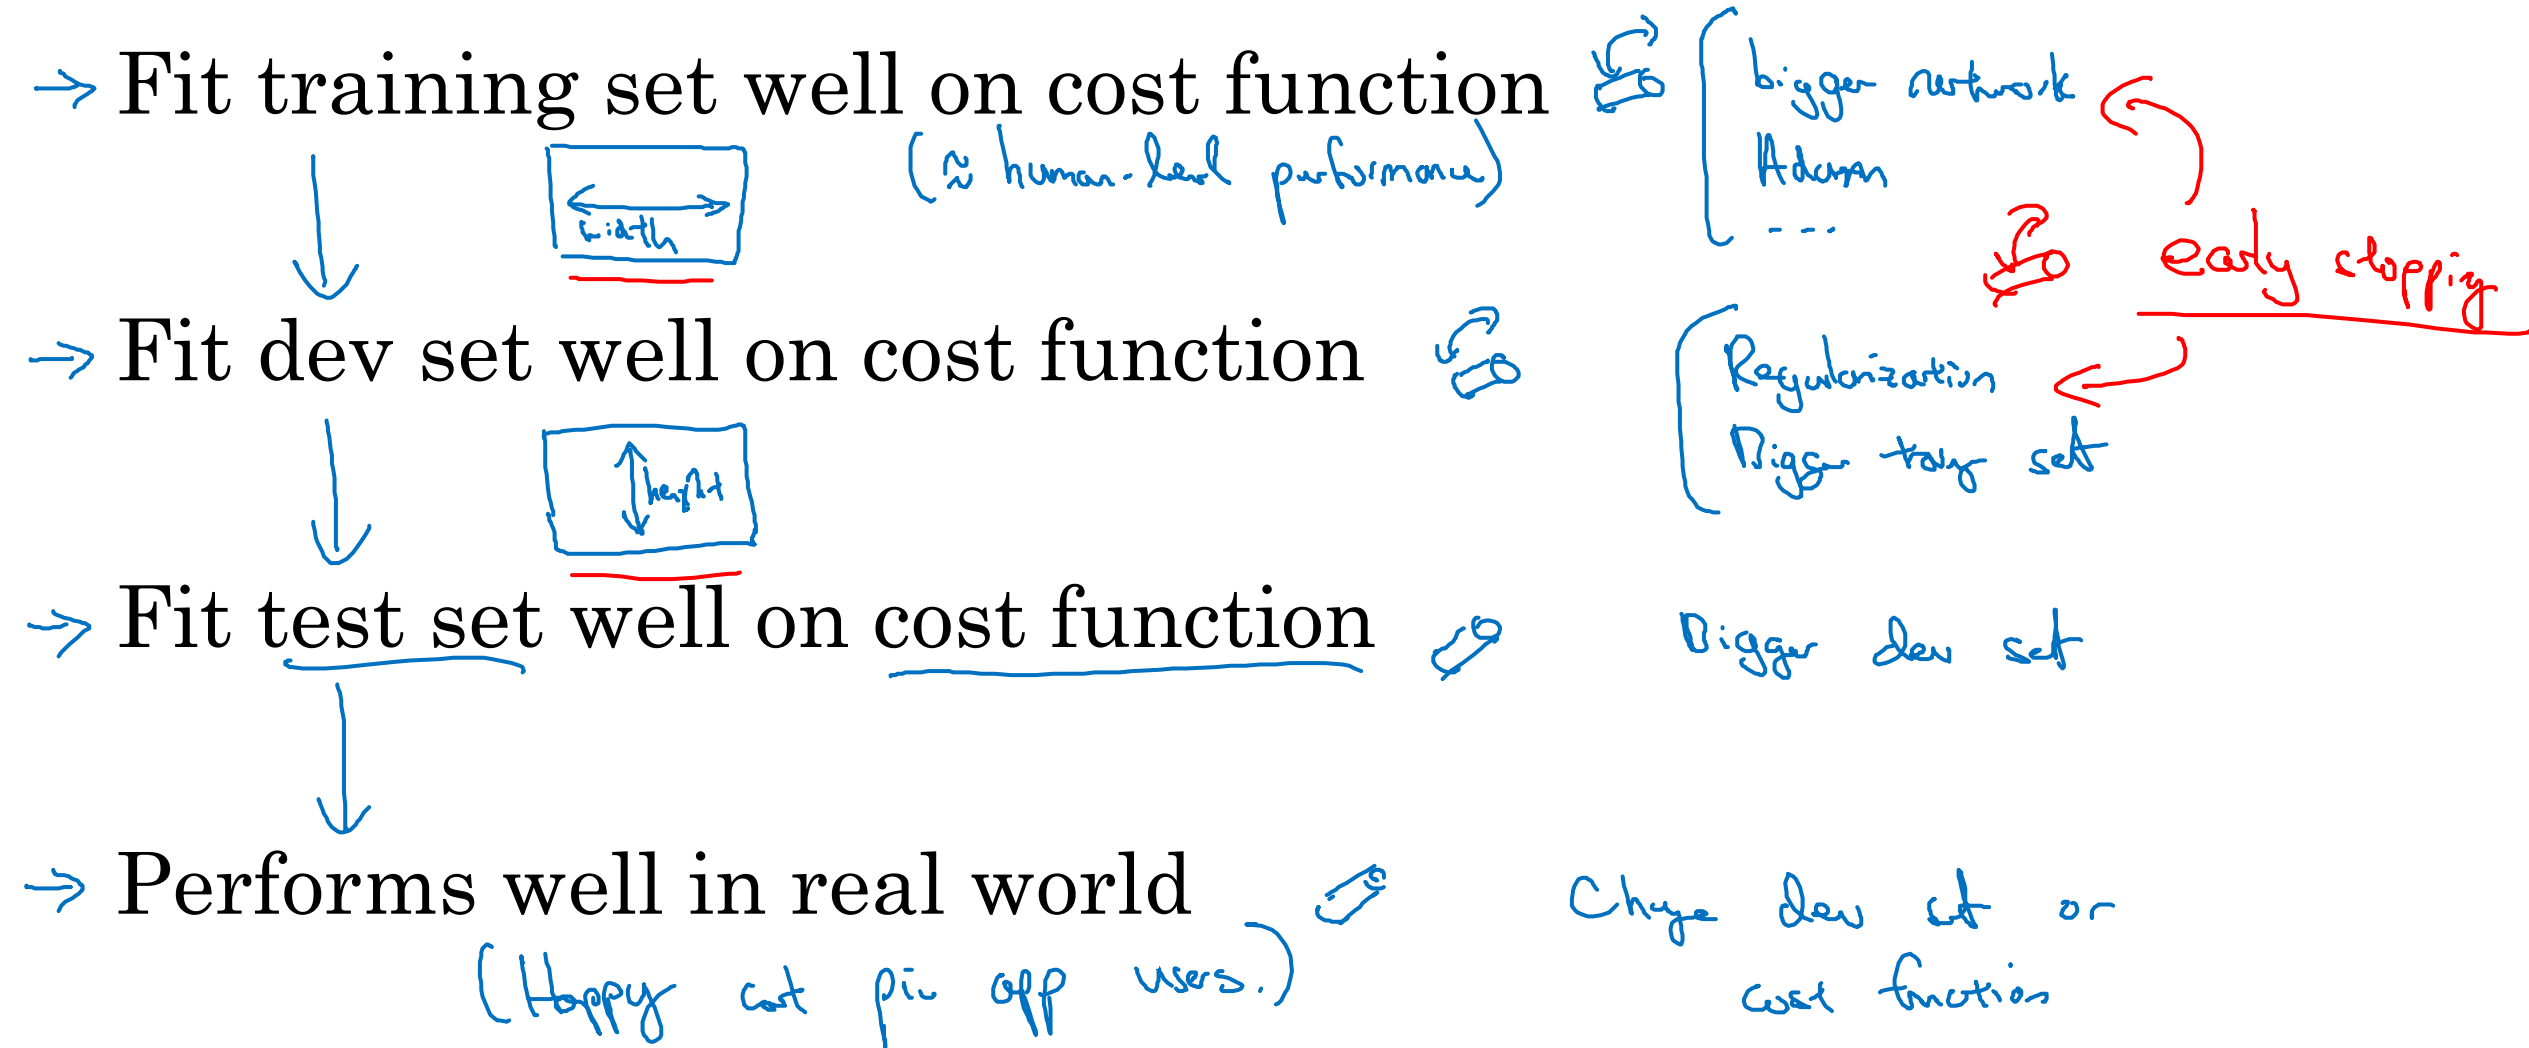 → Fit training set well on cost function
(≈ human-level performance)
bigger network
Adam
....
width
early stopping
→ Fit dev set well on cost function
Regularization
Bigger training set
height
→ Fit test set well on cost function
Bigger dev set
→ Performs well in real world
(Happy cat pic app users.)
Change dev set or
cost function